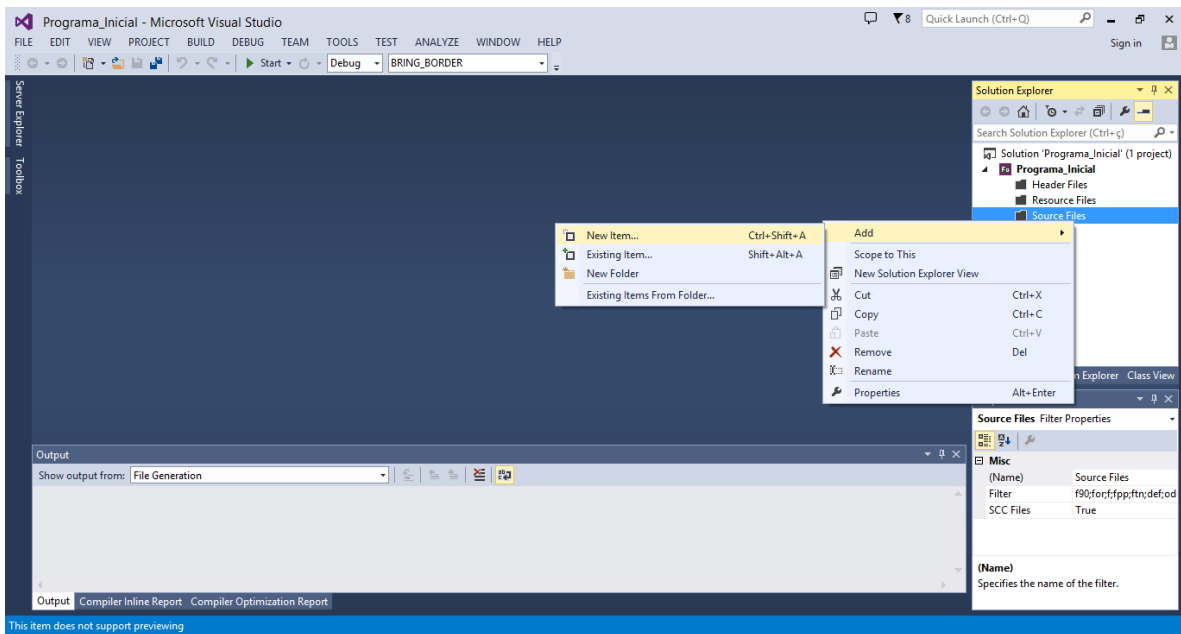 Programa_Inicial - Microsoft Visual Studio
8
Quick Launch (Ctrl+Q)
FILE EDIT VIEW PROJECT BUILD DEBUG TEAM TOOLS TEST ANALYZE WINDOW HELP
Sign in
Start Debug BRING_BORDER
Server Explorer
Toolbox
Solution Explorer
Search Solution Explorer (Ctrl+ç)
Solution 'Programa_Inicial' (1 project)
Fo Programa_Inicial
Header Files
Resource Files
Source Files
New Item... Ctrl+Shift+A
Existing Item... Shift+Alt+A
New Folder
Existing Items From Folder...
Add
Scope to This
New Solution Explorer View
Cut Ctrl+X
Copy Ctrl+C
Paste Ctrl+V
Remove Del
Rename
Properties Alt+Enter
Explorer Class View
Source Files Filter Properties
Misc
(Name) Source Files
Filter f90;for;f;fpp;ftn;def;od
SCC Files True
(Name)
Specifies the name of the filter.
Output
Show output from: File Generation
Output Compiler Inline Report Compiler Optimization Report
This item does not support previewing